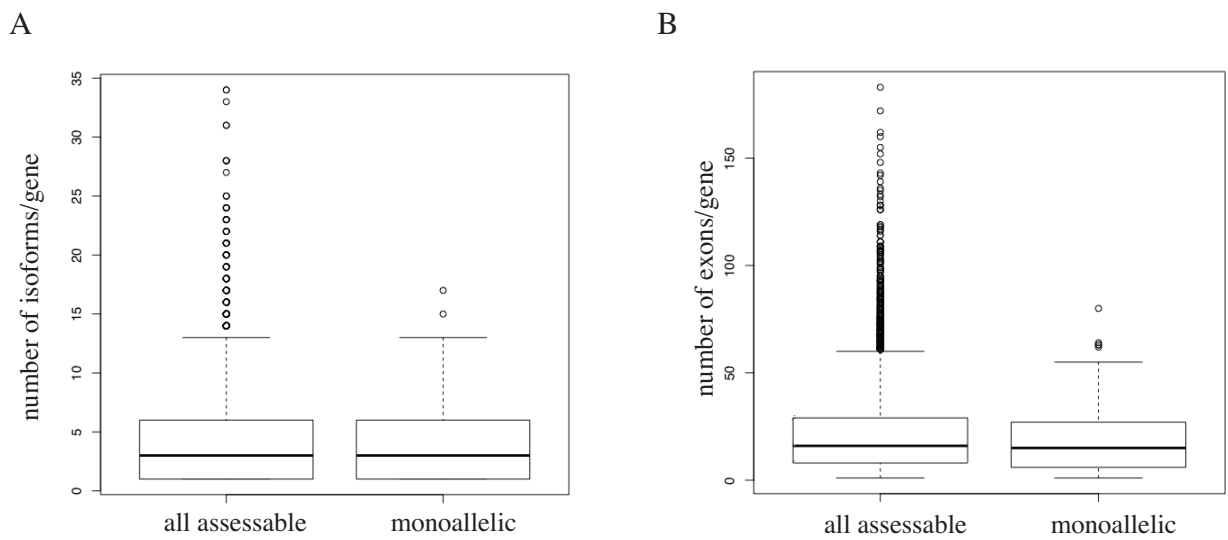 A
number of isoforms/gene
35
30
25
20
15
10
5
0
all assessable
monoallelic
B
number of exons/gene
150
100
50
0
all assessable
monoallelic